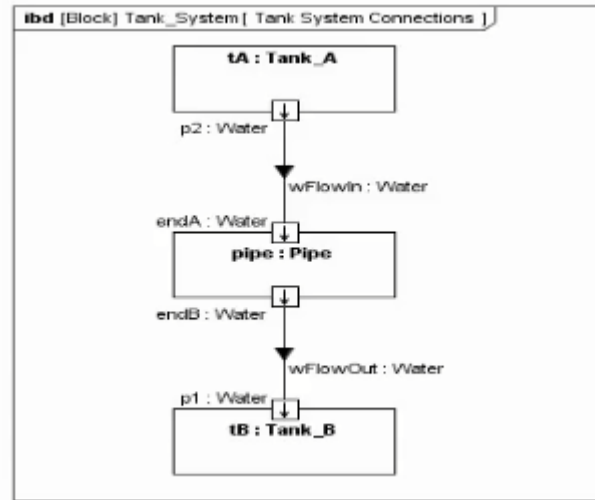 ibd [Block] Tank_System[ Tank System Connections ]
tA : Tank_A
p2 : Water
wFlowIn : Water
endA : Water
pipe : Pipe
endB : Water
wFlowOut : Water
p1 : Water
tB : Tank_B